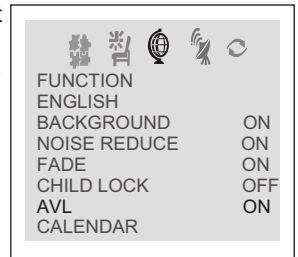 FUNCTION
ENGLISH
BACKGROUND ON
NOISE REDUCE ON
FADE ON
CHILD LOCK OFF
AVL ON
CALENDAR